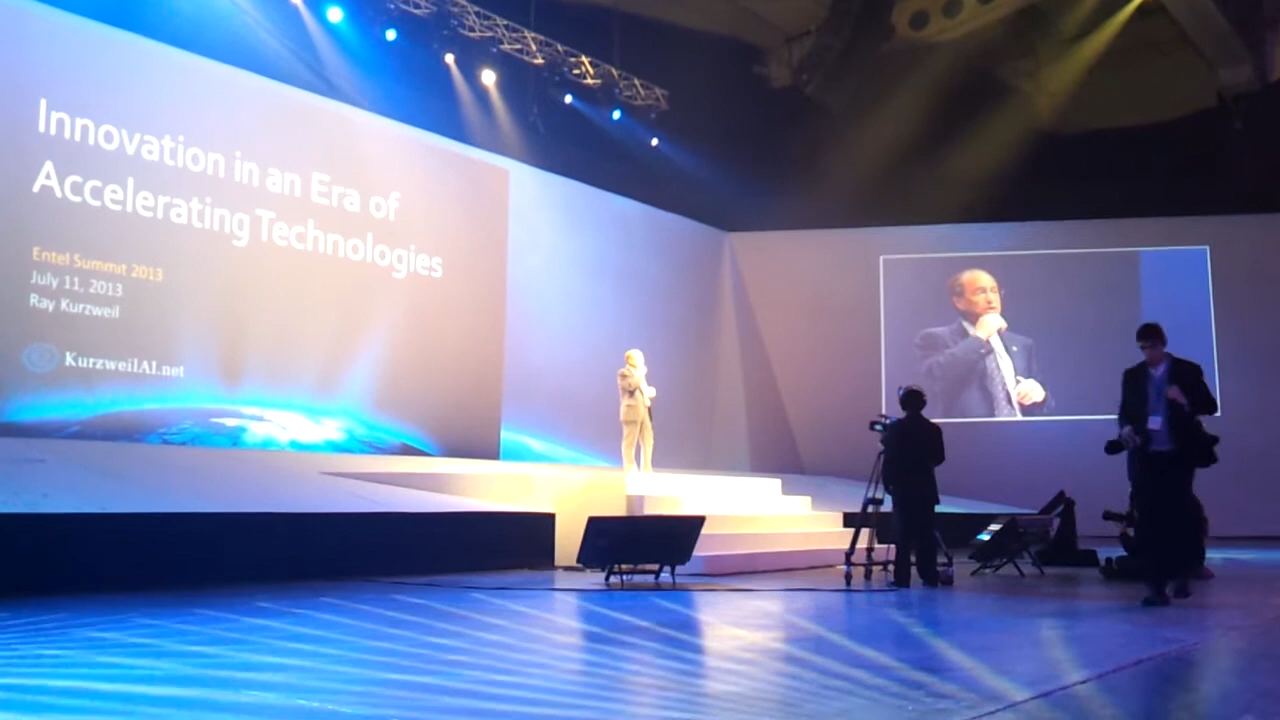 Innovation in an Era of
Accelerating Technologies
Entel Summit 2013
July 11, 2013
Ray Kurzweil
KurzweilAI.net